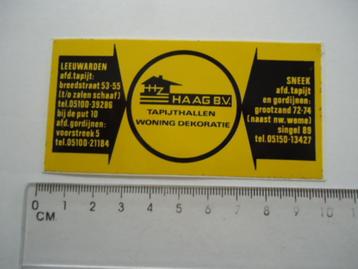 LEEUWARDEN
afd.tapijt:
breedstraat 53-55
(t/o zalen schaaf)
tel.05100-39286
bij de put 10
afd.gordijnen:
voorstreek 5
tel.05100-21184
HAAG B.V.
TAPIJTHALLEN
WONING DEKORATIE
SNEEK
afd.tapijt
en gordijnen:
grootzand 72-74
(naast nw.weme)
singel 89
tel.05150-13427
0 1 2 3 4 5 6 7 8 9 10 11
CM